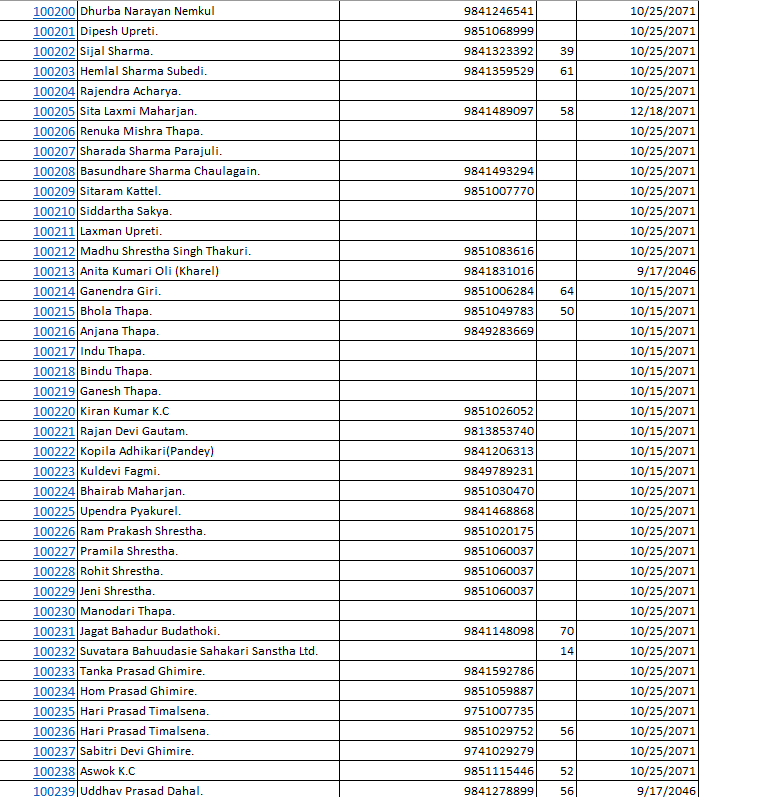 100200 Dhurba Narayan Nemkul 9841246541 10/25/2071
100201 Dipesh Upreti. 9851068999 10/25/2071
100202 Sijal Sharma. 9841323392 39 10/25/2071
100203 Hemlal Sharma Subedi. 9841359529 61 10/25/2071
100204 Rajendra Acharya. 10/25/2071
100205 Sita Laxmi Maharjan. 9841489097 58 12/18/2071
100206 Renuka Mishra Thapa. 10/25/2071
100207 Sharada Sharma Parajuli. 10/25/2071
100208 Basundhare Sharma Chaulagain. 9841493294 10/25/2071
100209 Sitaram Kattel. 9851007770 10/25/2071
100210 Siddartha Sakya. 10/25/2071
100211 Laxman Upreti. 10/25/2071
100212 Madhu Shrestha Singh Thakuri. 9851083616 10/25/2071
100213 Anita Kumari Oli (Kharel) 9841831016 9/17/2046
100214 Ganendra Giri. 9851006284 64 10/15/2071
100215 Bhola Thapa. 9851049783 50 10/15/2071
100216 Anjana Thapa. 9849283669 10/15/2071
100217 Indu Thapa. 10/15/2071
100218 Bindu Thapa. 10/15/2071
100219 Ganesh Thapa. 10/15/2071
100220 Kiran Kumar K.C 9851026052 10/15/2071
100221 Rajan Devi Gautam. 9813853740 10/15/2071
100222 Kopila Adhikari(Pandey) 9841206313 10/15/2071
100223 Kuldevi Fagmi. 9849789231 10/15/2071
100224 Bhairab Maharjan. 9851030470 10/25/2071
100225 Upendra Pyakurel. 9841468868 10/25/2071
100226 Ram Prakash Shrestha. 9851020175 10/25/2071
100227 Pramila Shrestha. 9851060037 10/25/2071
100228 Rohit Shrestha. 9851060037 10/25/2071
100229 Jeni Shrestha. 9851060037 10/25/2071
100230 Manodari Thapa. 10/25/2071
100231 Jagat Bahadur Budathoki. 9841148098 70 10/25/2071
100232 Suvatara Bahuudasie Sahakari Sanstha Ltd. 14 10/25/2071
100233 Tanka Prasad Ghimire. 9841592786 10/25/2071
100234 Hom Prasad Ghimire. 9851059887 10/25/2071
100235 Hari Prasad Timalsena. 9751007735 10/25/2071
100236 Hari Prasad Timalsena. 9851029752 56 10/25/2071
100237 Sabitri Devi Ghimire. 9741029279 10/25/2071
100238 Aswok K.C 9851115446 52 10/25/2071
100239 Uddhav Prasad Dahal. 9841278899 56 9/17/2046